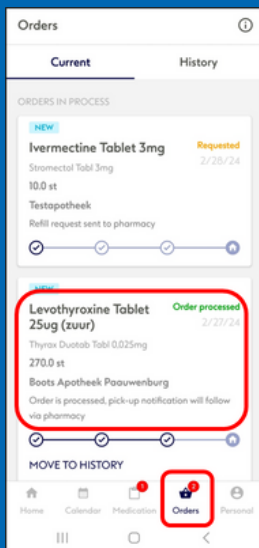 Orders
Current History
ORDERS IN PROCESS
NEW
Ivermectine Tablet 3mg Requested
Stromectol Tabl 3mg 2/28/24
10.0 st
Testapotheek
Refill request sent to pharmacy
NEW
Levothyroxine Tablet Order processed
25ug (zuur) 2/27/24
Thyrax Duotab Tabl 0,025mg
270.0 st
Boots Apotheek Paauwenburg
Order is processed, pick-up notification will follow
via pharmacy
MOVE TO HISTORY
1 2
Home Calendar Medication Orders Personal